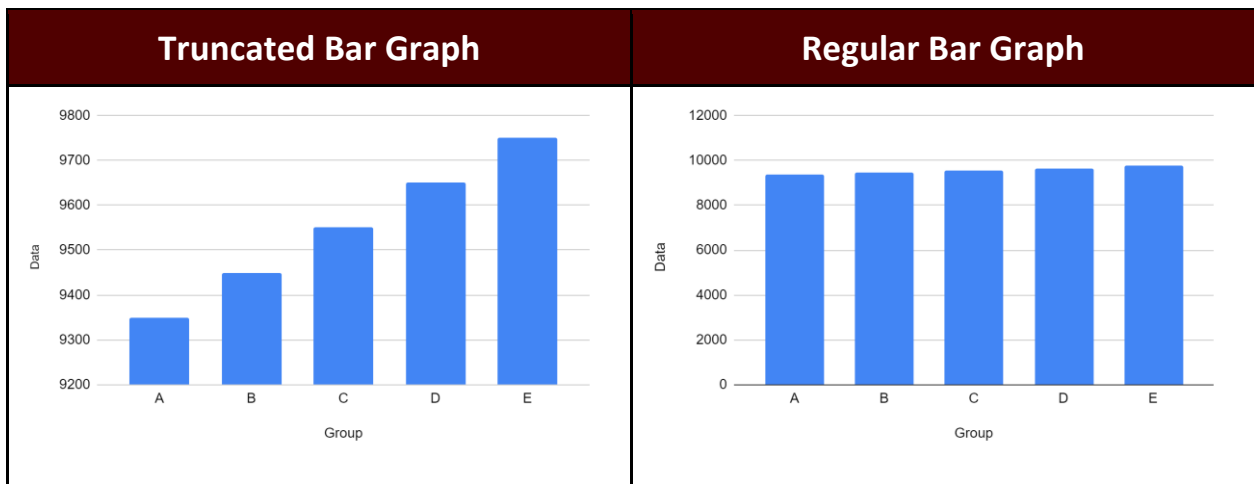 Truncated Bar Graph
Regular Bar Graph
9800
9700
9600
9500
9400
9300
9200
Data
A B C D E
Group
12000
10000
8000
6000
4000
2000
0
Data
A B C D E
Group